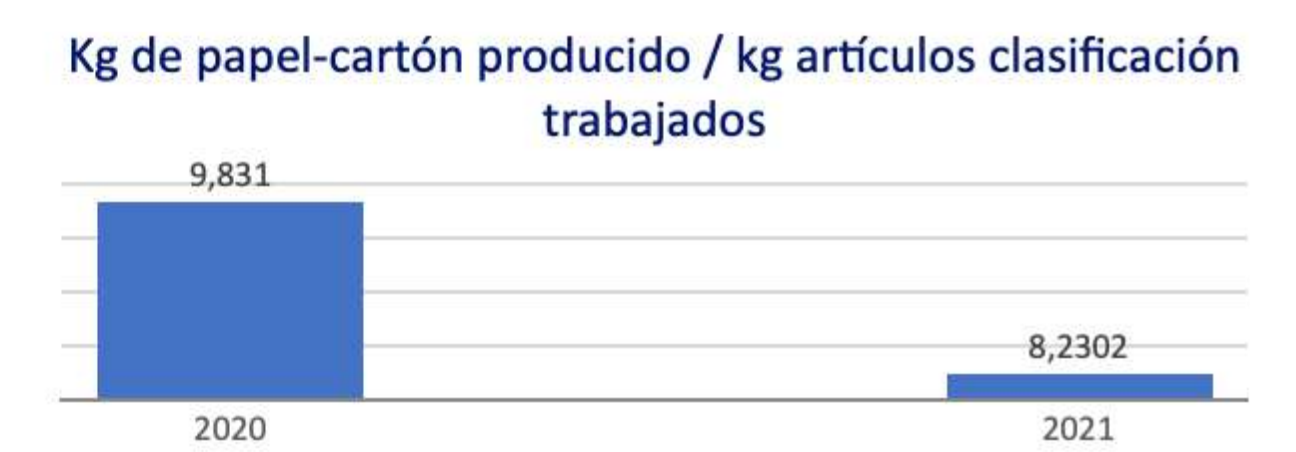 Kg de papel-cartón producido / kg artículos clasificación
trabajados
9,831
8,2302
2020
2021